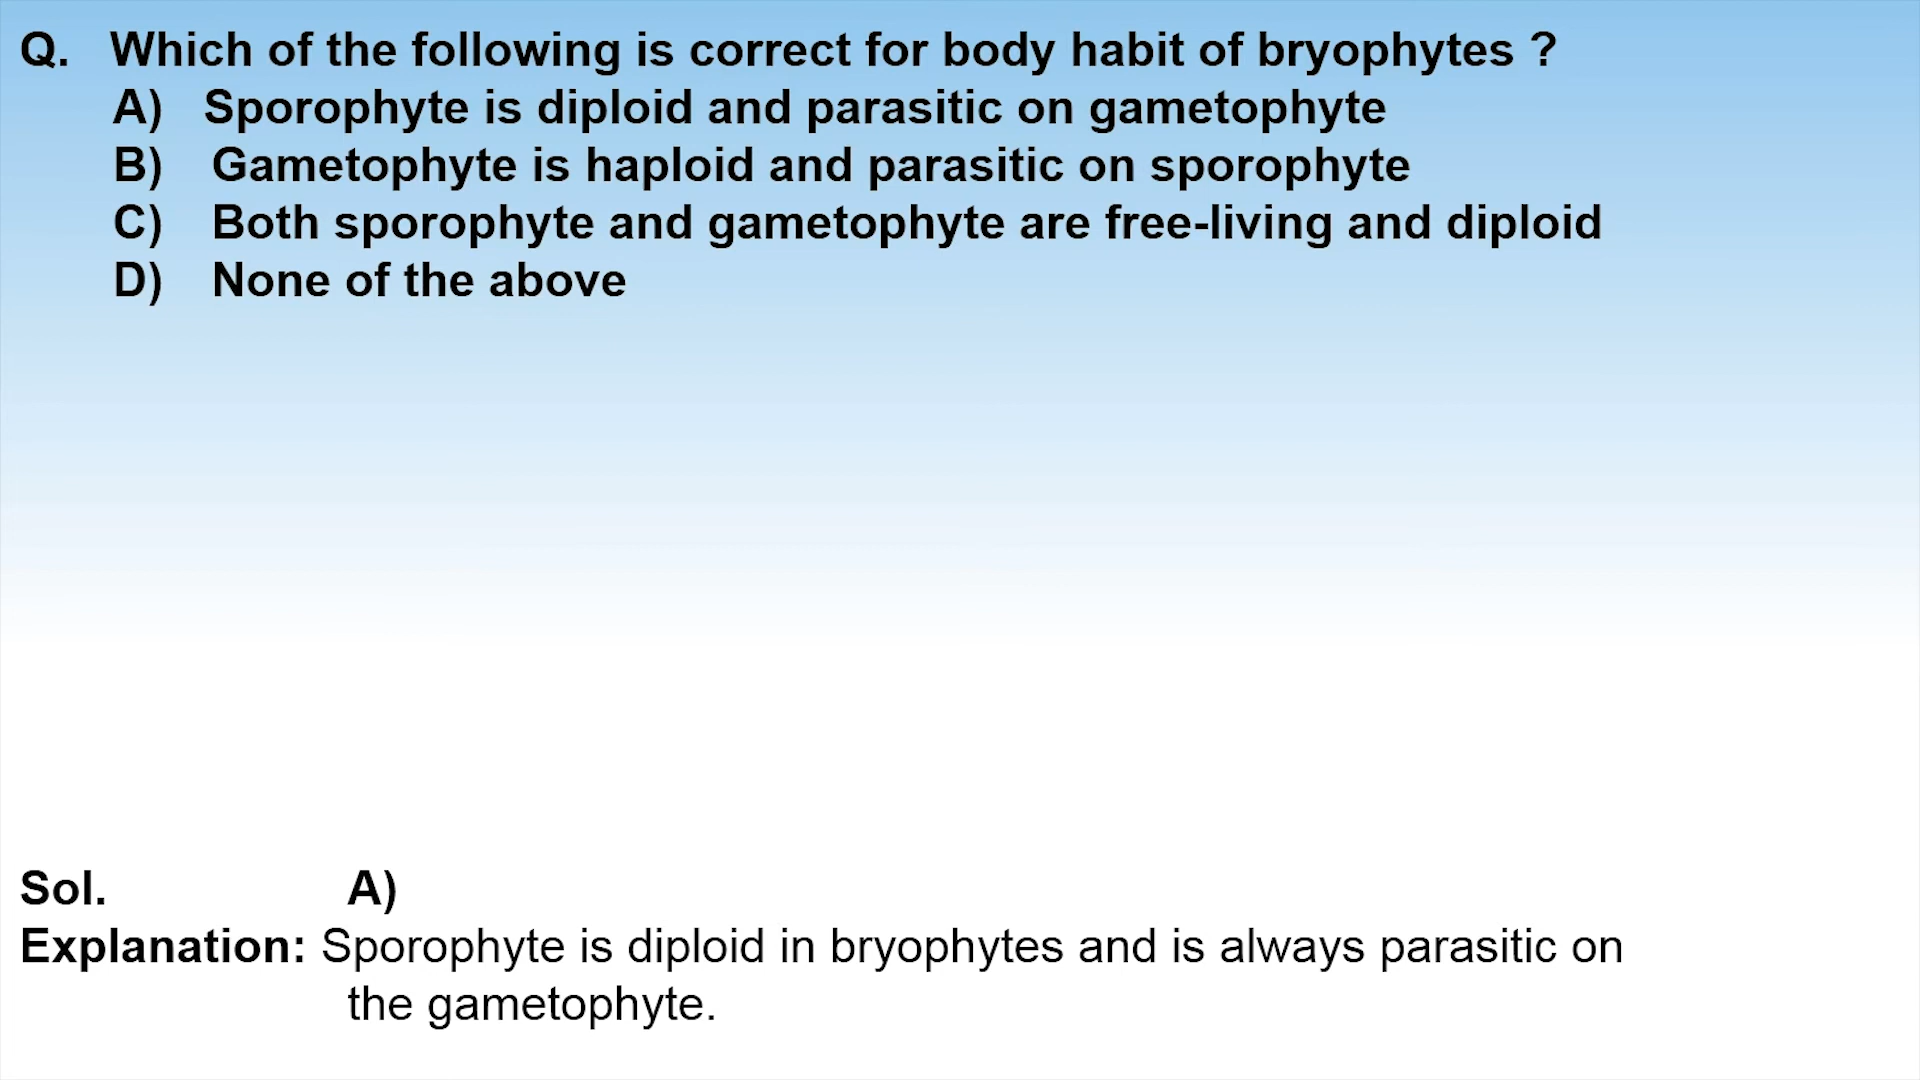 Q. Which of the following is correct for body habit of bryophytes ?
A) Sporophyte is diploid and parasitic on gametophyte
B) Gametophyte is haploid and parasitic on sporophyte
C) Both sporophyte and gametophyte are free-living and diploid
D) None of the above
Sol. A)
Explanation: Sporophyte is diploid in bryophytes and is always parasitic on
the gametophyte.